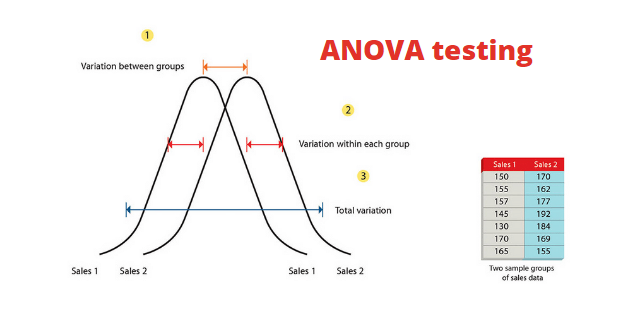 1
ANOVA testing
Variation between groups
2
Variation within each group
3
Total variation
Sales 1 Sales 2 Sales 1 Sales 2
Sales 1 Sales 2
150 170
155 162
157 177
145 192
130 184
170 169
165 155
Two sample groups
of sales data